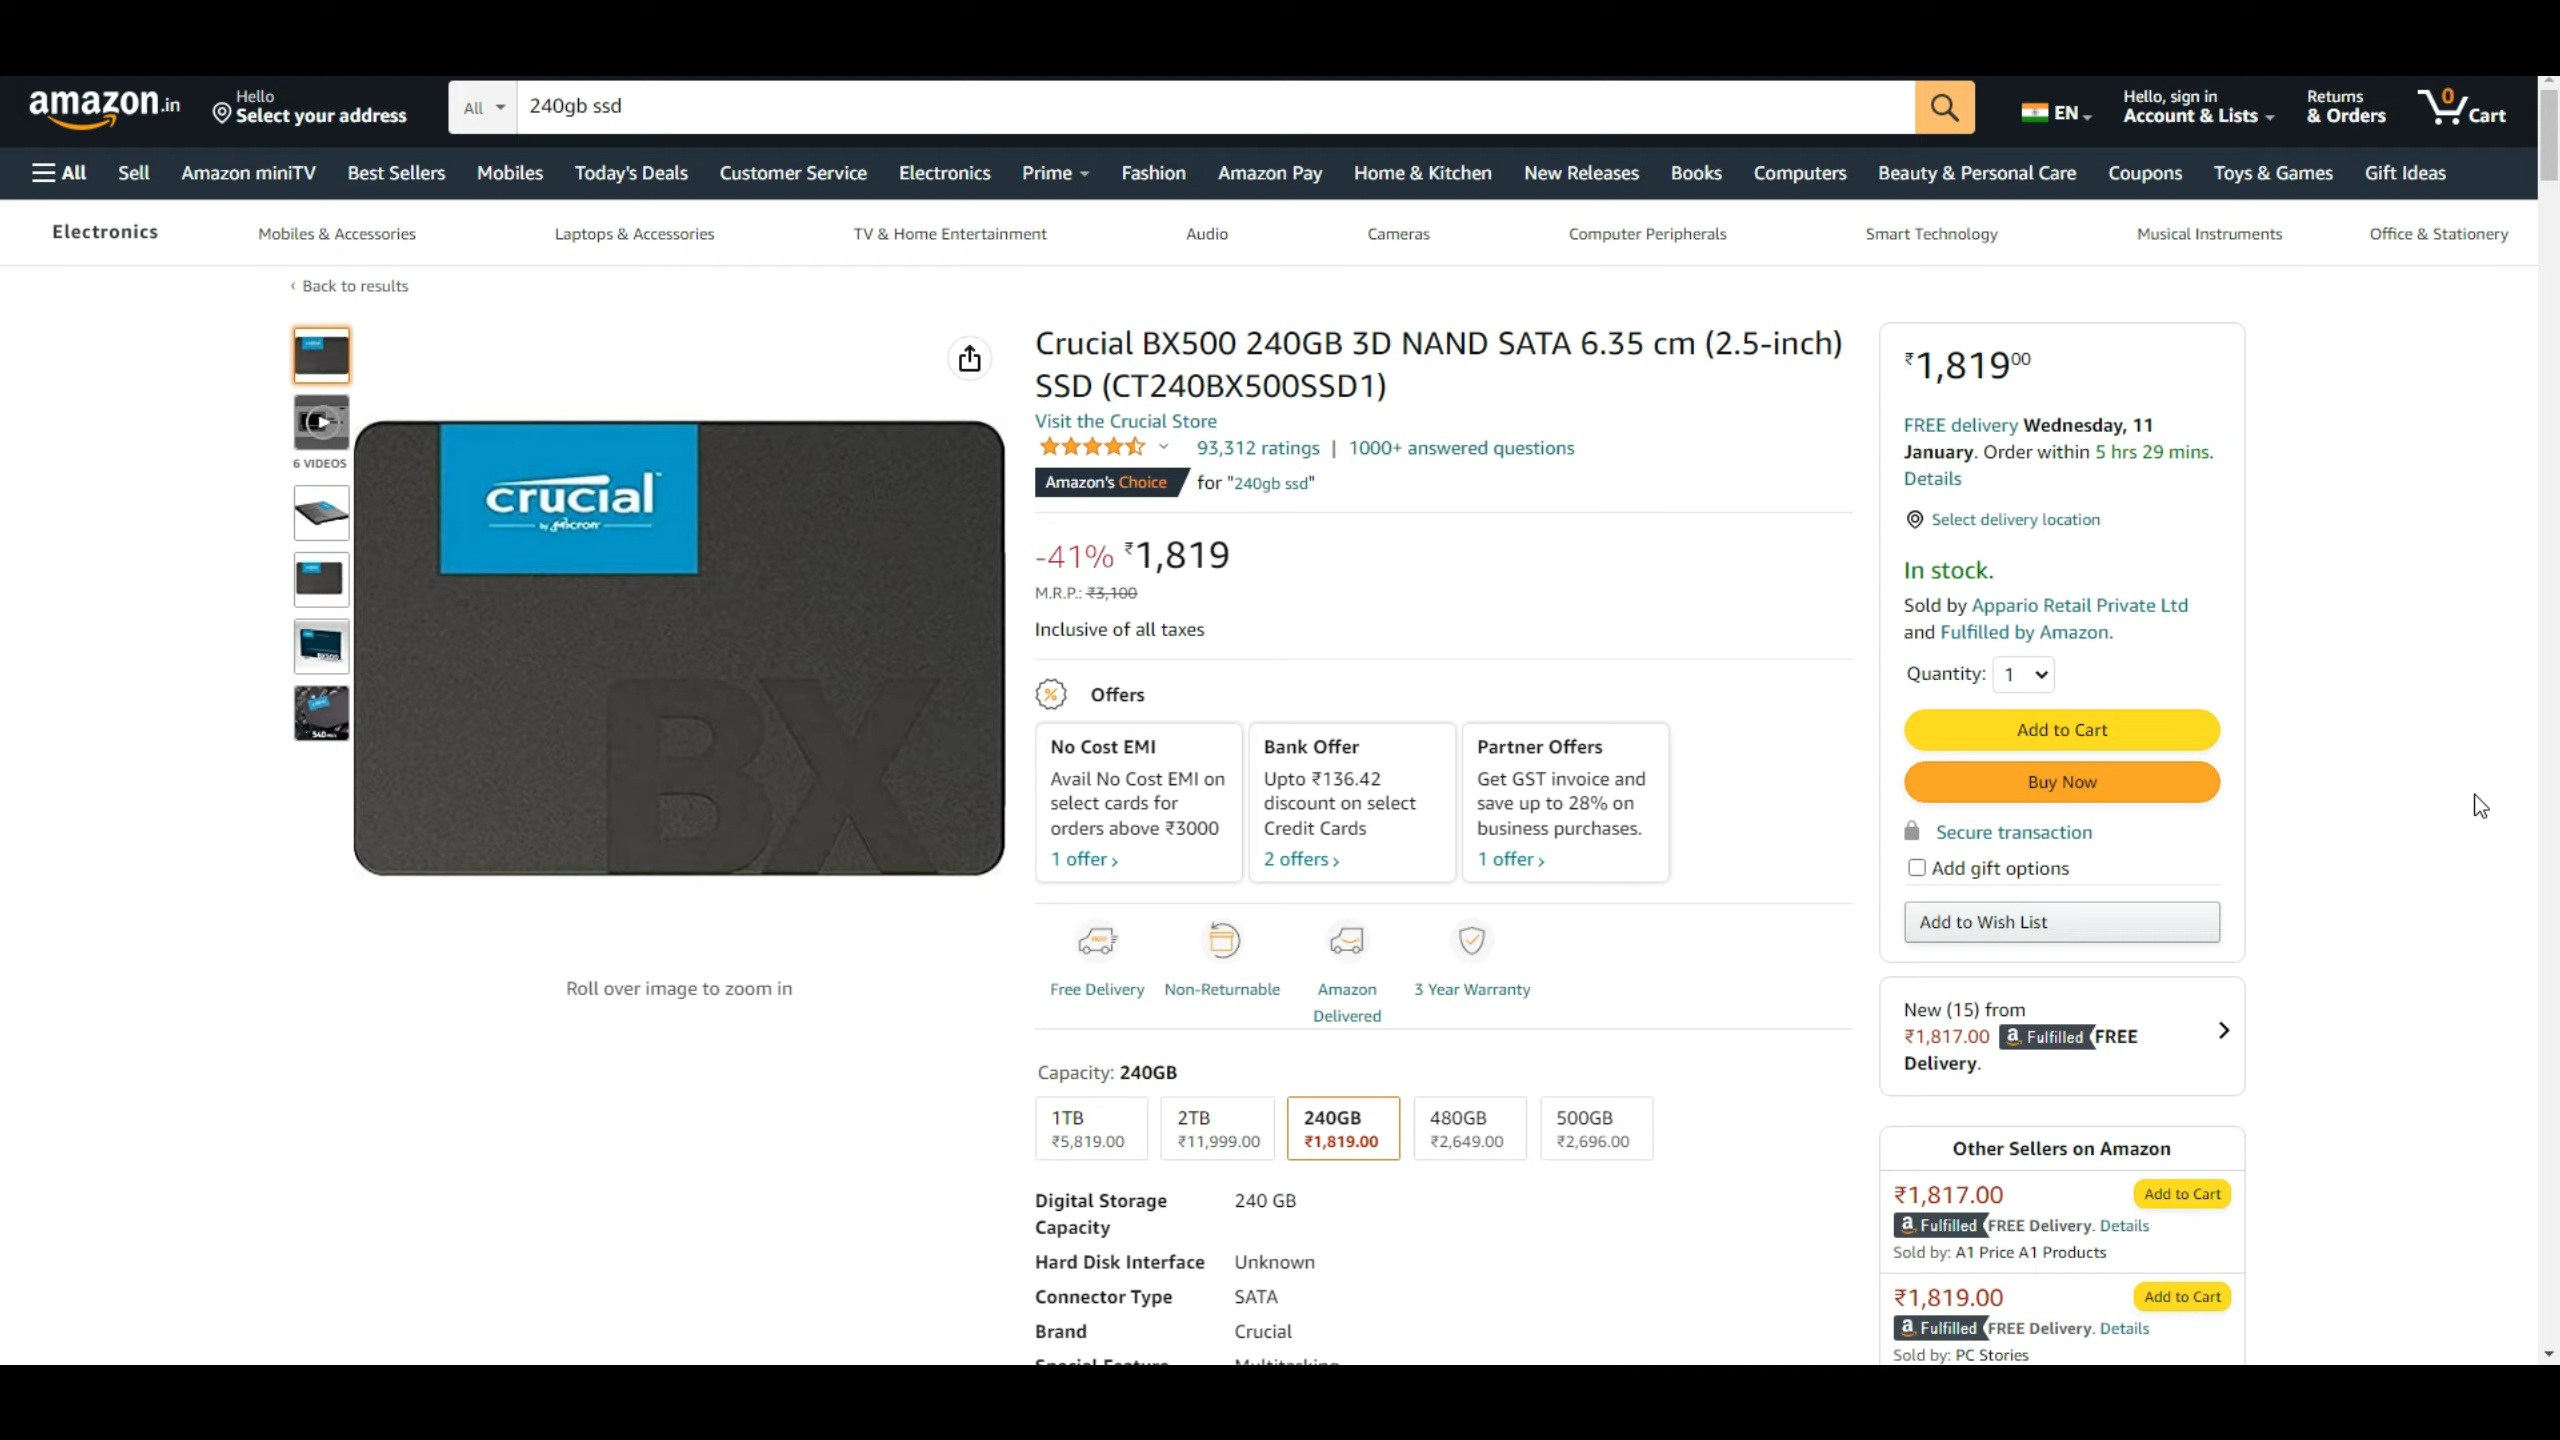 amazon.in
Hello
Select your address
All
240gb ssd
EN
Hello, sign in
Account & Lists
Returns
& Orders
0
Cart
All
Sell
Amazon miniTV
Best Sellers
Mobiles
Today's Deals
Customer Service
Electronics
Prime
Fashion
Amazon Pay
Home & Kitchen
New Releases
Books
Computers
Beauty & Personal Care
Coupons
Toys & Games
Gift Ideas
Electronics
Mobiles & Accessories
Laptops & Accessories
TV & Home Entertainment
Audio
Cameras
Computer Peripherals
Smart Technology
Musical Instruments
Office & Stationery
‹ Back to results
6 VIDEOS
crucial
by Micron
BX
Roll over image to zoom in
Crucial BX500 240GB 3D NAND SATA 6.35 cm (2.5-inch)
SSD (CT240BX500SSD1)
Visit the Crucial Store
93,312 ratings | 1000+ answered questions
Amazon's Choice for "240gb ssd"
-41% ₹1,819
M.R.P.: ₹3,100
Inclusive of all taxes
Offers
No Cost EMI
Avail No Cost EMI on
select cards for
orders above ₹3000
1 offer ›
Bank Offer
Upto ₹136.42
discount on select
Credit Cards
2 offers ›
Partner Offers
Get GST invoice and
save up to 28% on
business purchases.
1 offer ›
Free Delivery
Non-Returnable
Amazon
Delivered
3 Year Warranty
Capacity: 240GB
1TB
₹5,819.00
2TB
₹11,999.00
240GB
₹1,819.00
480GB
₹2,649.00
500GB
₹2,696.00
Digital Storage
Capacity
240 GB
Hard Disk Interface
Unknown
Connector Type
SATA
Brand
Crucial
Special Feature
Multitasking
₹1,81900
FREE delivery Wednesday, 11
January. Order within 5 hrs 29 mins.
Details
Select delivery location
In stock.
Sold by Appario Retail Private Ltd
and Fulfilled by Amazon.
Quantity: 1
Add to Cart
Buy Now
Secure transaction
Add gift options
Add to Wish List
New (15) from
₹1,817.00 a Fulfilled FREE
Delivery.
Other Sellers on Amazon
₹1,817.00
Add to Cart
a Fulfilled FREE Delivery. Details
Sold by: A1 Price A1 Products
₹1,819.00
Add to Cart
a Fulfilled FREE Delivery. Details
Sold by: PC Stories